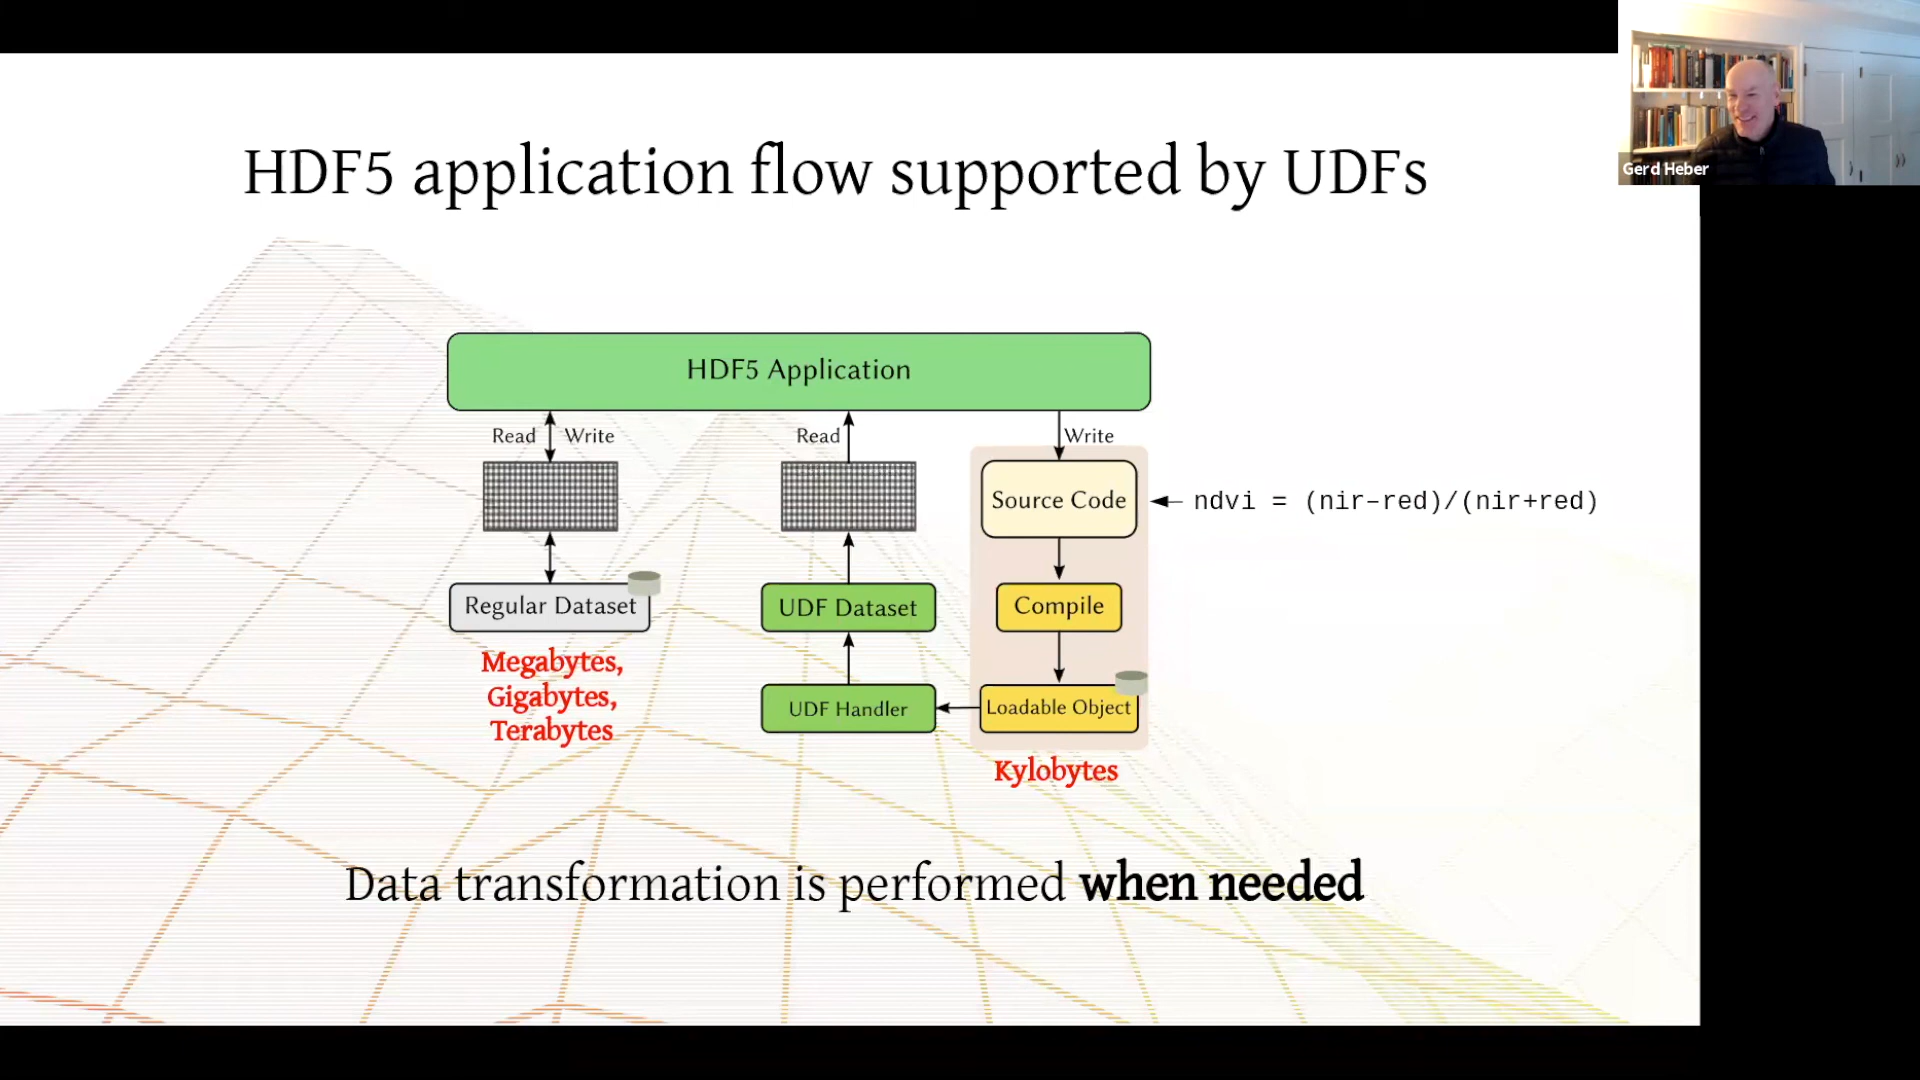 HDF5 application flow supported by UDFs
Gerd Heber
HDF5 Application
Read Write
Read
Write
Source Code
ndvi = (nir–red)/(nir+red)
Regular Dataset
UDF Dataset
Compile
Megabytes,
Gigabytes,
Terabytes
UDF Handler
Loadable Object
Kylobytes
Data transformation is performed when needed